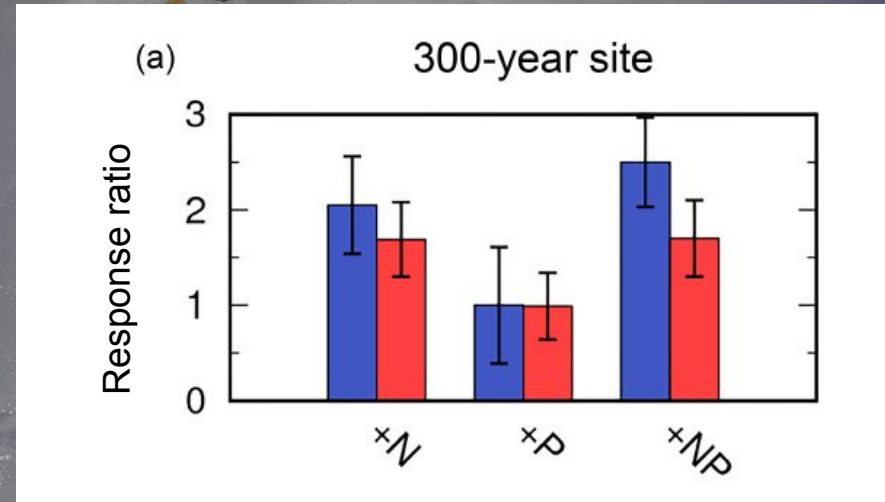 (a) 300-year site
Response ratio
3
2
1
0
+N
+P
+NP